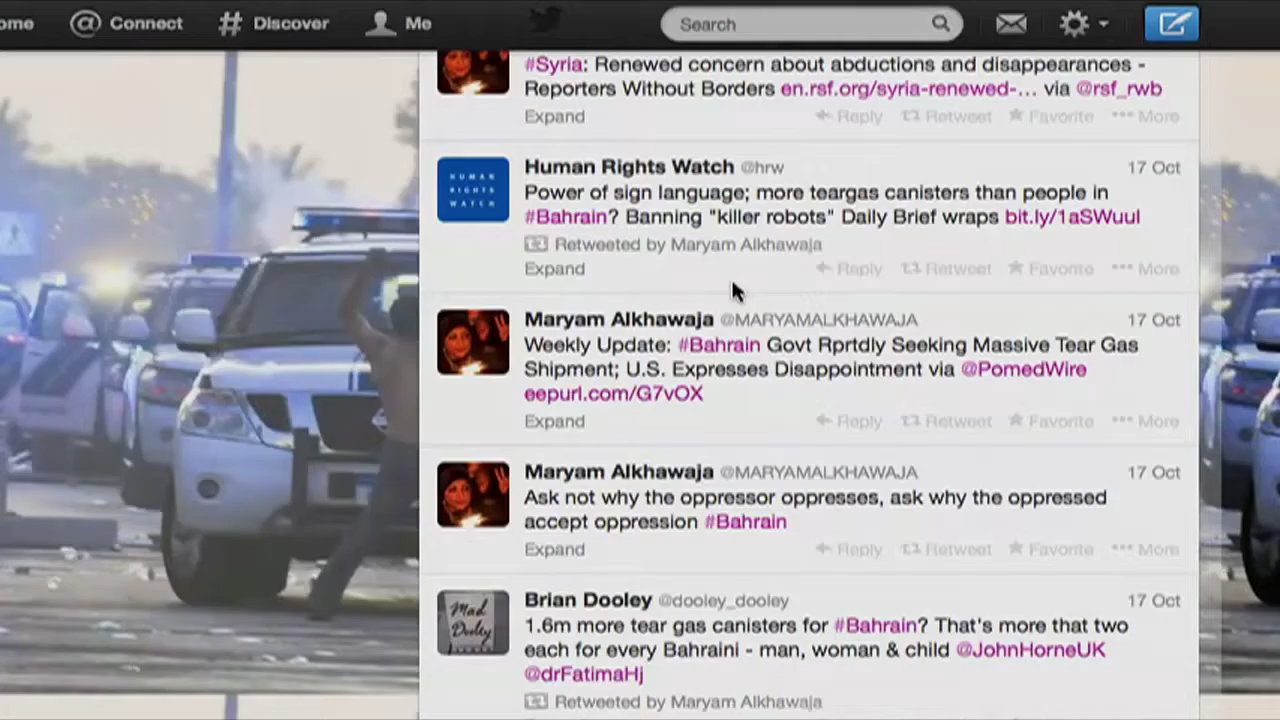 ome
Connect
Discover
Me
Search
#Syria: Renewed concern about abductions and disappearances -
Reporters Without Borders en.rsf.org/syria-renewed-… via @rsf_rwb
Expand Reply Retweet Favorite More
HUMAN
RIGHTS
WATCH
Human Rights Watch @hrw 17 Oct
Power of sign language; more teargas canisters than people in
#Bahrain? Banning "killer robots" Daily Brief wraps bit.ly/1aSWuuI
Retweeted by Maryam Alkhawaja
Expand Reply Retweet Favorite More
Maryam Alkhawaja @MARYAMALKHAWAJA 17 Oct
Weekly Update: #Bahrain Govt Rprtdly Seeking Massive Tear Gas
Shipment; U.S. Expresses Disappointment via @PomedWire
eepurl.com/G7vOX
Expand Reply Retweet Favorite More
Maryam Alkhawaja @MARYAMALKHAWAJA 17 Oct
Ask not why the oppressor oppresses, ask why the oppressed
accept oppression #Bahrain
Expand Reply Retweet Favorite More
Mad
Dooley
Brian Dooley @dooley_dooley 17 Oct
1.6m more tear gas canisters for #Bahrain? That's more that two
each for every Bahraini - man, woman & child @JohnHorneUK
@drFatimaHj
Retweeted by Maryam Alkhawaja